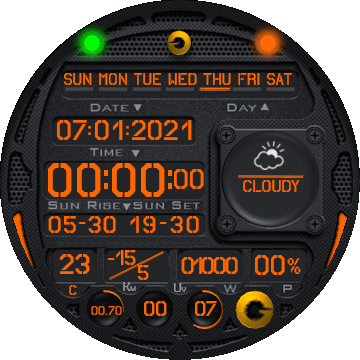 SUN MON TUE WED THU FRI SAT
DATE ▼ DAY ▲
07:01:2021
TIME ▼
00:00:00
CLOUDY
SUN RISE ▼ SUN SET
05-30 19-30
23 -15/5 01000 00%
C KM UV W P
00.70 00 07